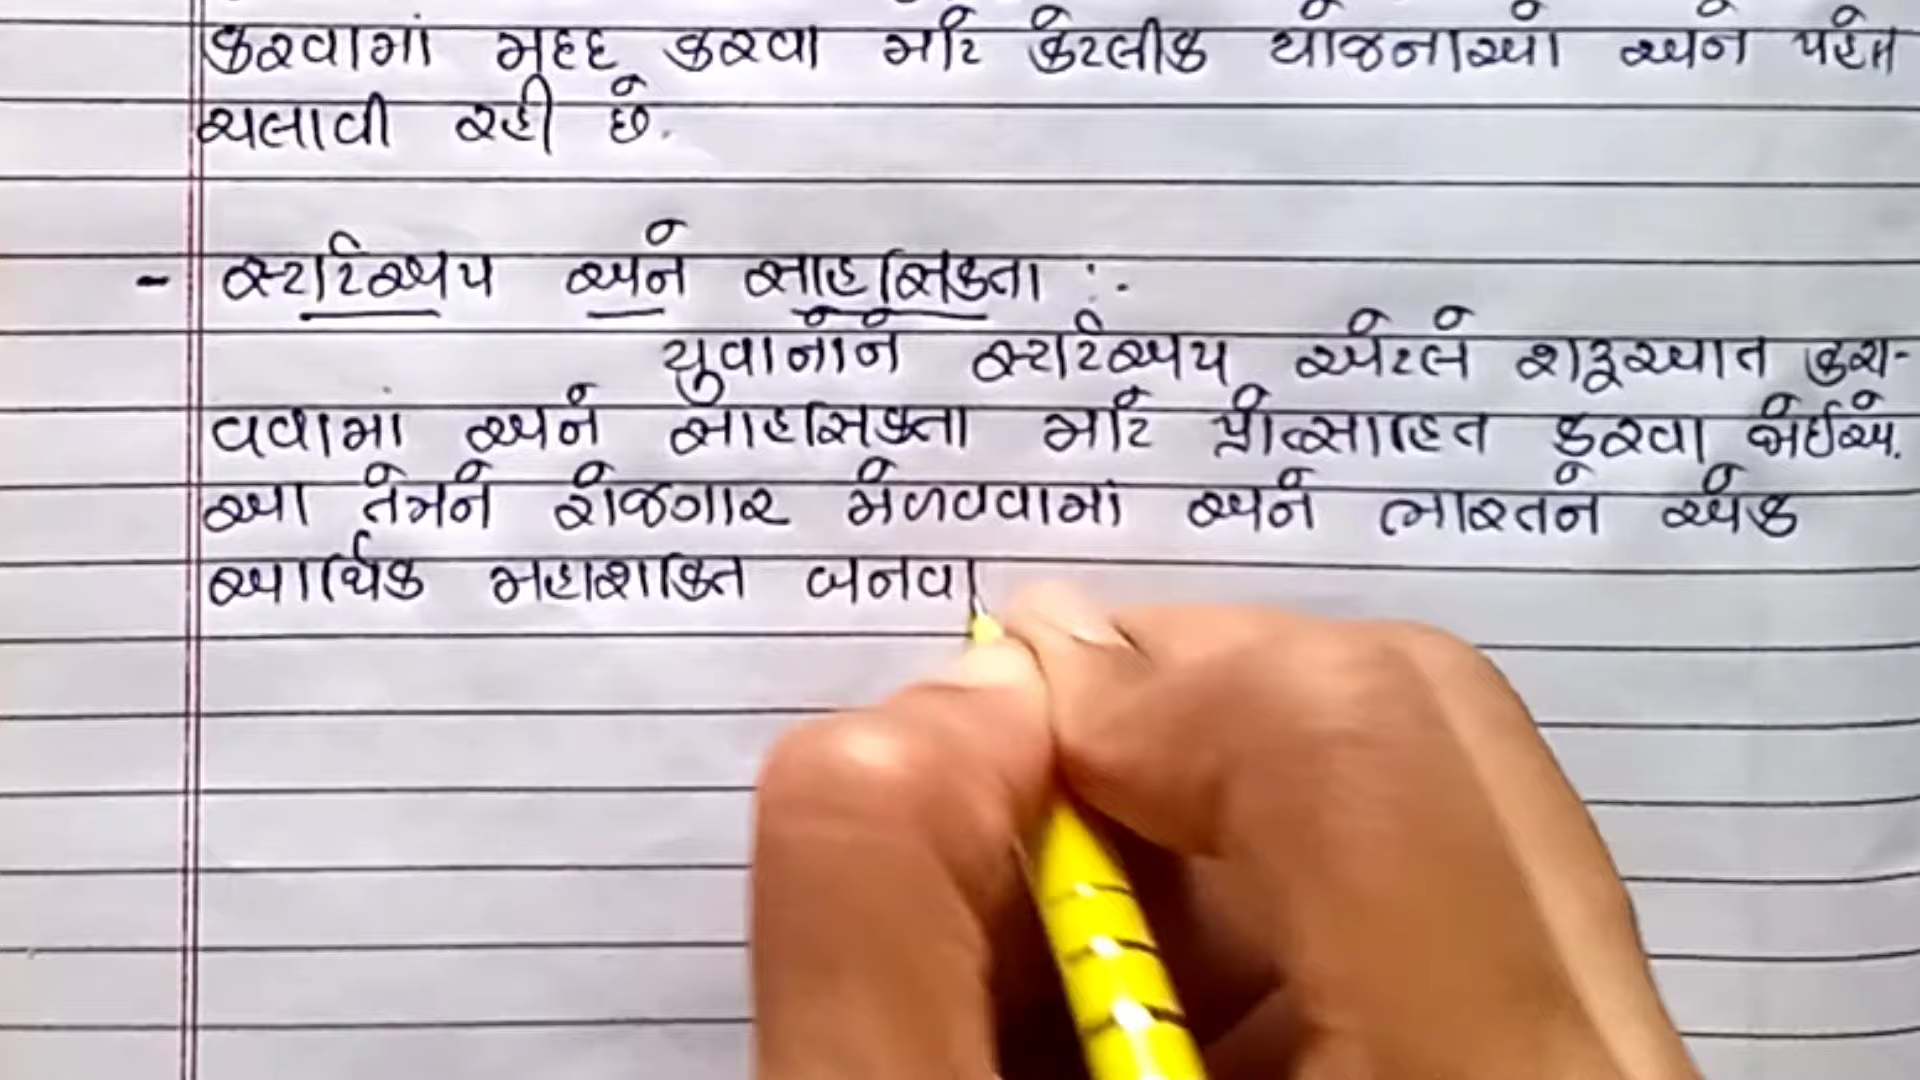 કરવામાં મદદ કરવા માટે કેટલીક યોજનાઓ અને પહેલ
ચલાવી રહી છે.
- સ્ટાર્ટઅપ અને સાહસિકતા :-
યુવાનોને સ્ટાર્ટઅપ એટલે શરૂઆત કરા-
વવામાં અને સાહસિકતા માટે પ્રોત્સાહિત કરવા જોઈએ.
આ તેમને રોજગાર મેળવવામાં અને ભારતને એક
આર્થિક મહાશક્તિ બનવા